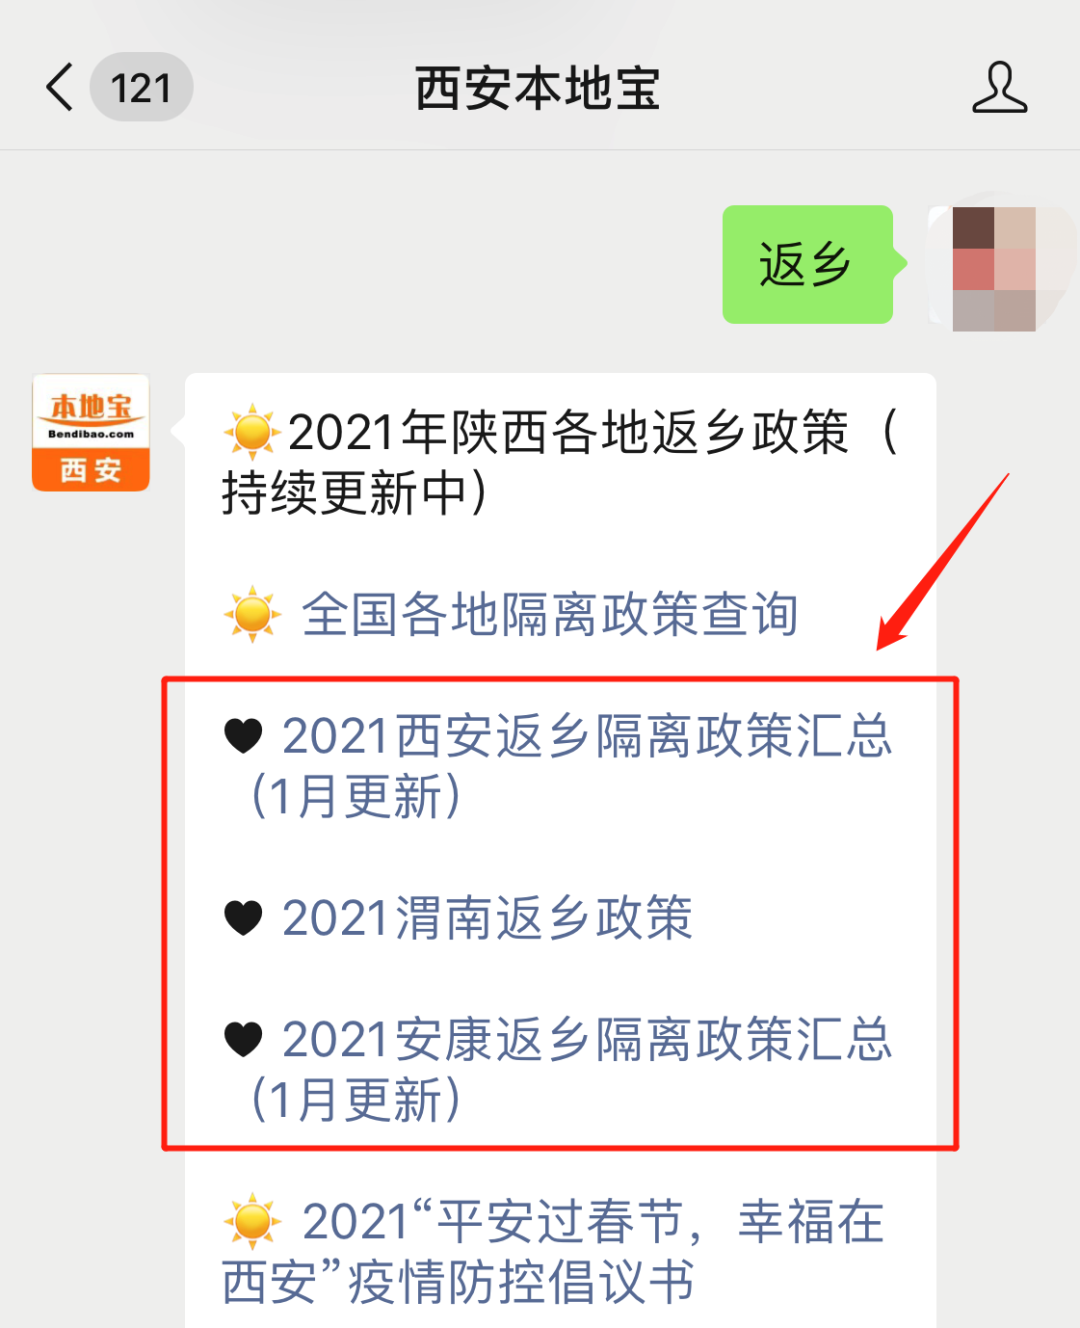 121
西安本地宝
返乡
本地宝
Bendibao.com
西安
2021年陕西各地返乡政策（
持续更新中）
全国各地隔离政策查询
2021西安返乡隔离政策汇总
（1月更新）
2021渭南返乡政策
2021安康返乡隔离政策汇总
（1月更新）
2021“平安过春节，幸福在
西安”疫情防控倡议书